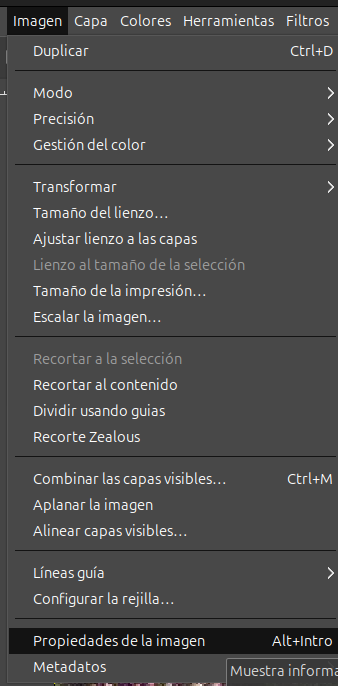 Imagen Capa Colores Herramientas Filtros
Duplicar Ctrl+D
Modo
Precisión
Gestión del color
Transformar
Tamaño del lienzo...
Ajustar lienzo a las capas
Lienzo al tamaño de la selección
Tamaño de la impresión...
Escalar la imagen...
Recortar a la selección
Recortar al contenido
Dividir usando guias
Recorte Zealous
Combinar las capas visibles... Ctrl+M
Aplanar la imagen
Alinear capas visibles...
Líneas guía
Configurar la rejilla...
Propiedades de la imagen Alt+Intro
Metadatos
Muestra informa